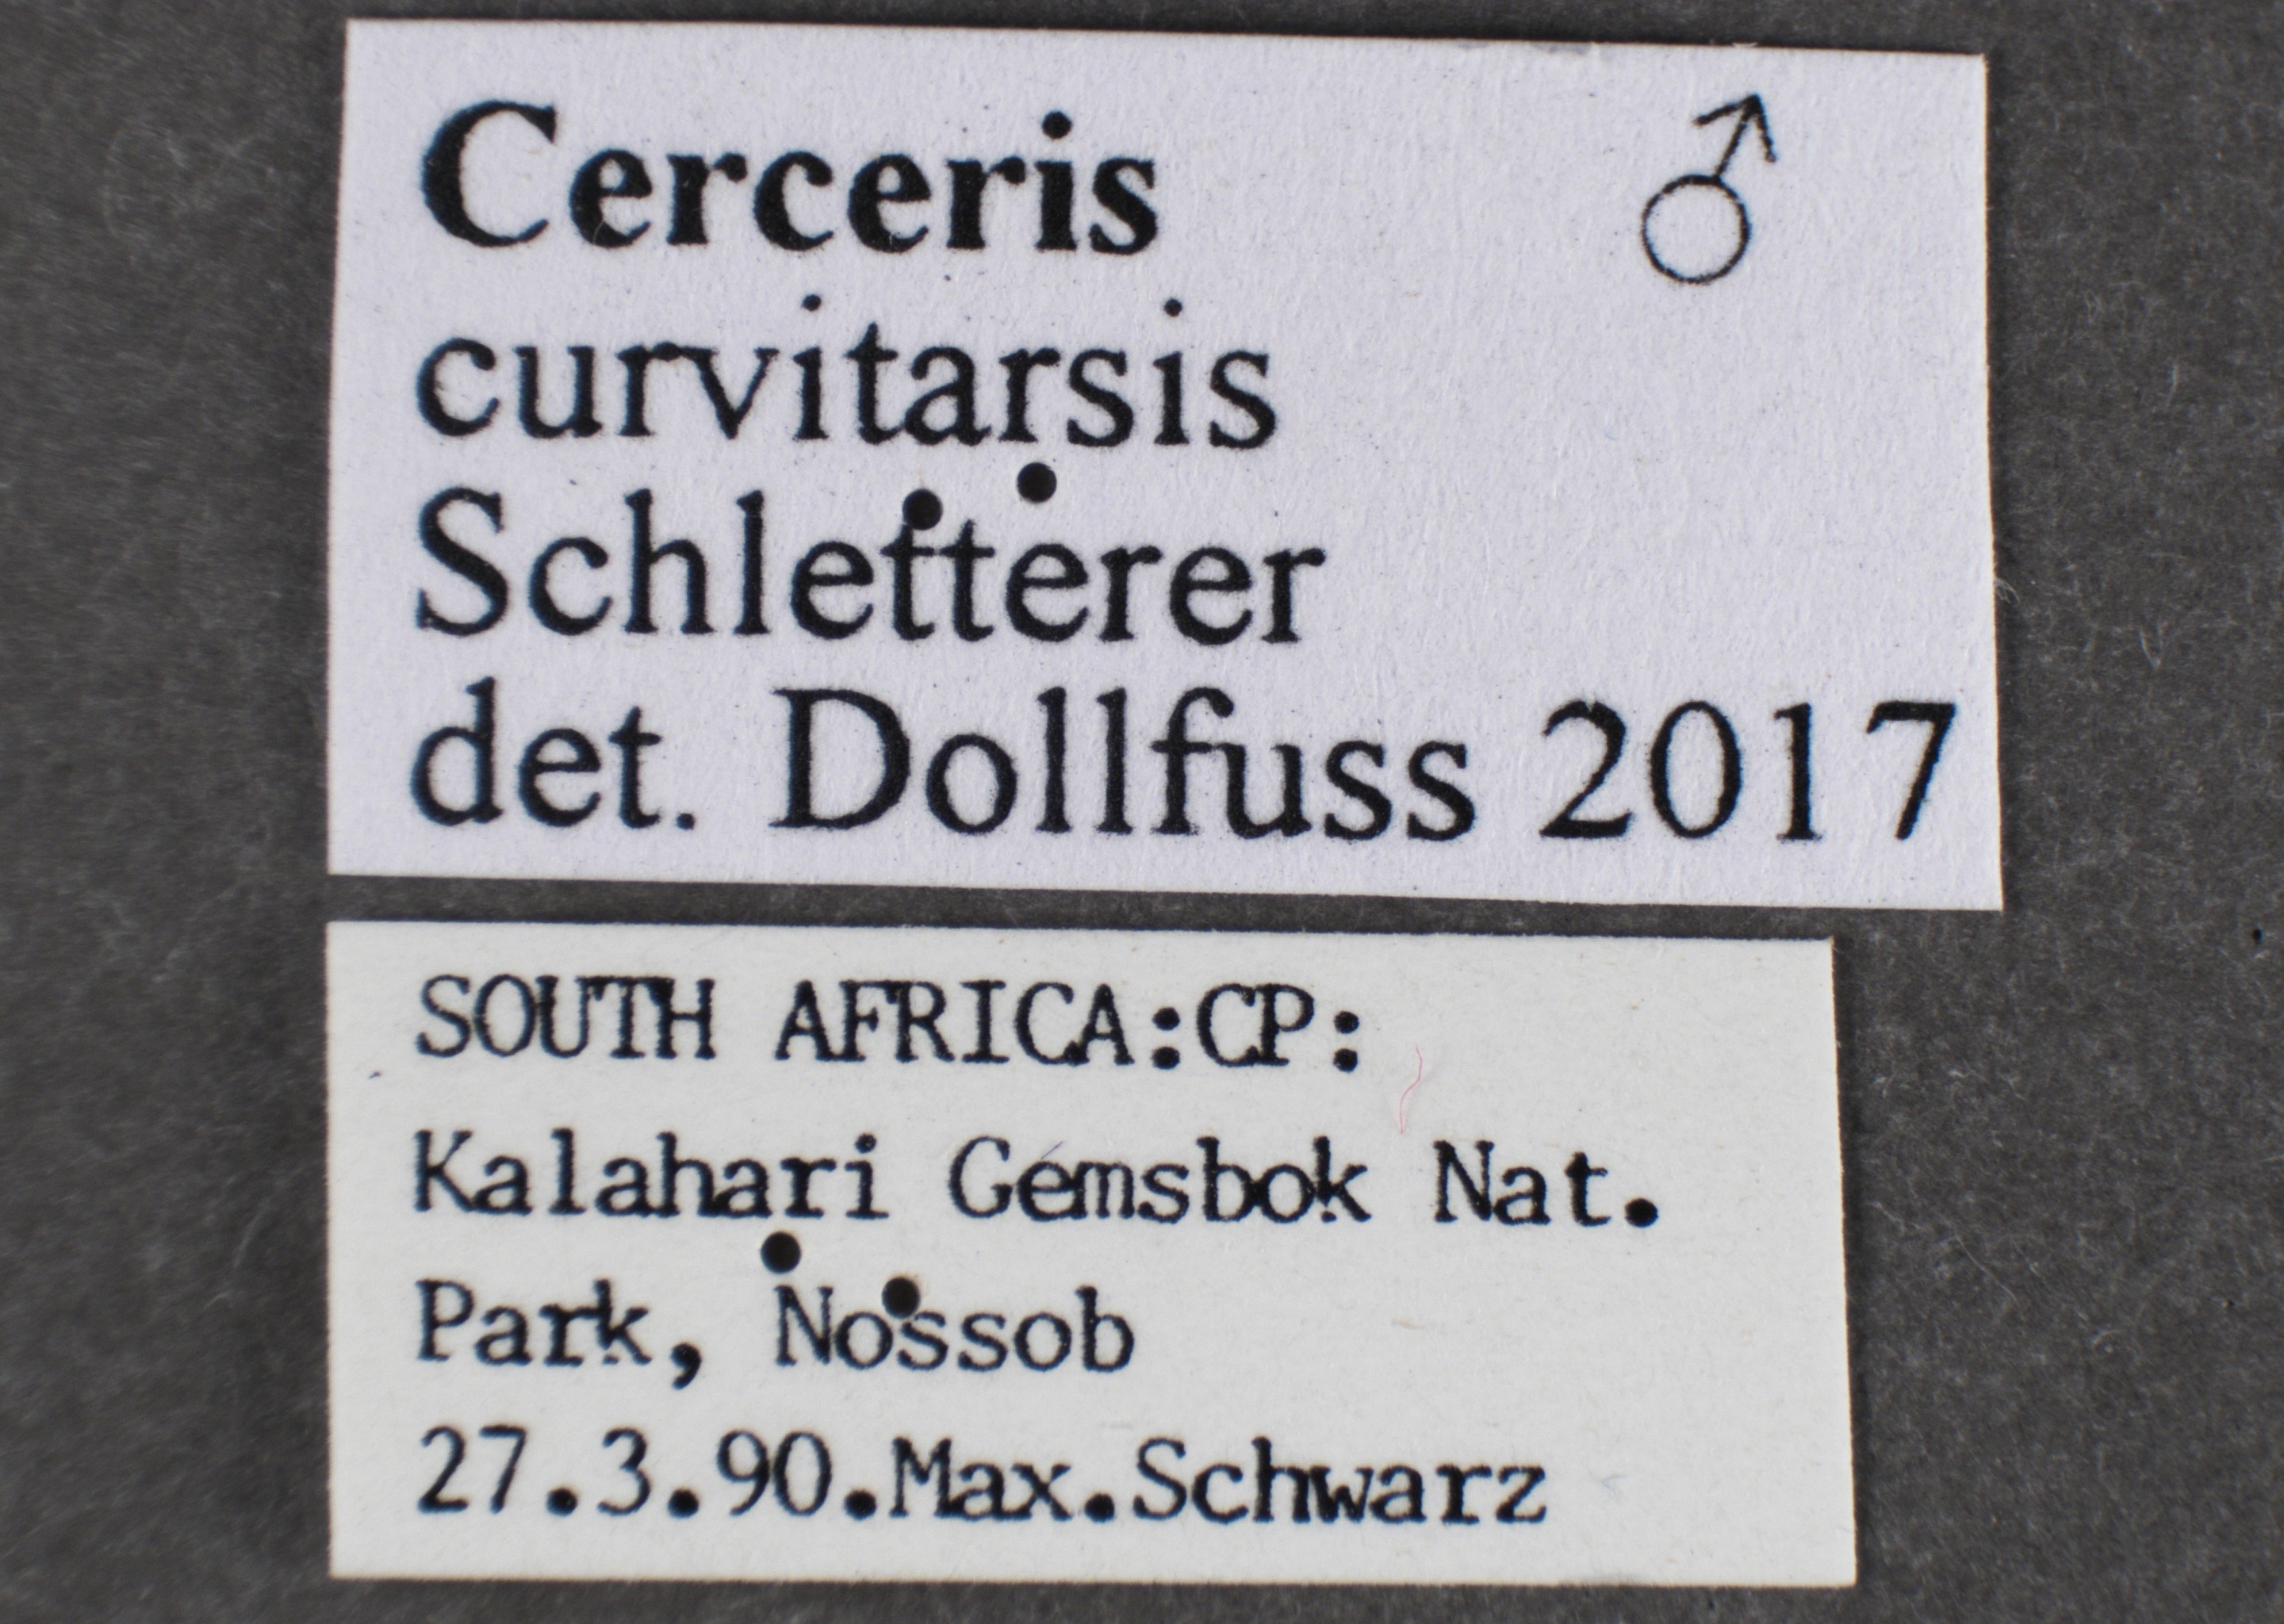 Cerceris ♂
curvitarsis
Schletterer
det. Dollfuss 2017
SOUTH AFRICA:CP:
Kalahari Gemsbok Nat.
Park, Nossob
27.3.90.Max.Schwarz